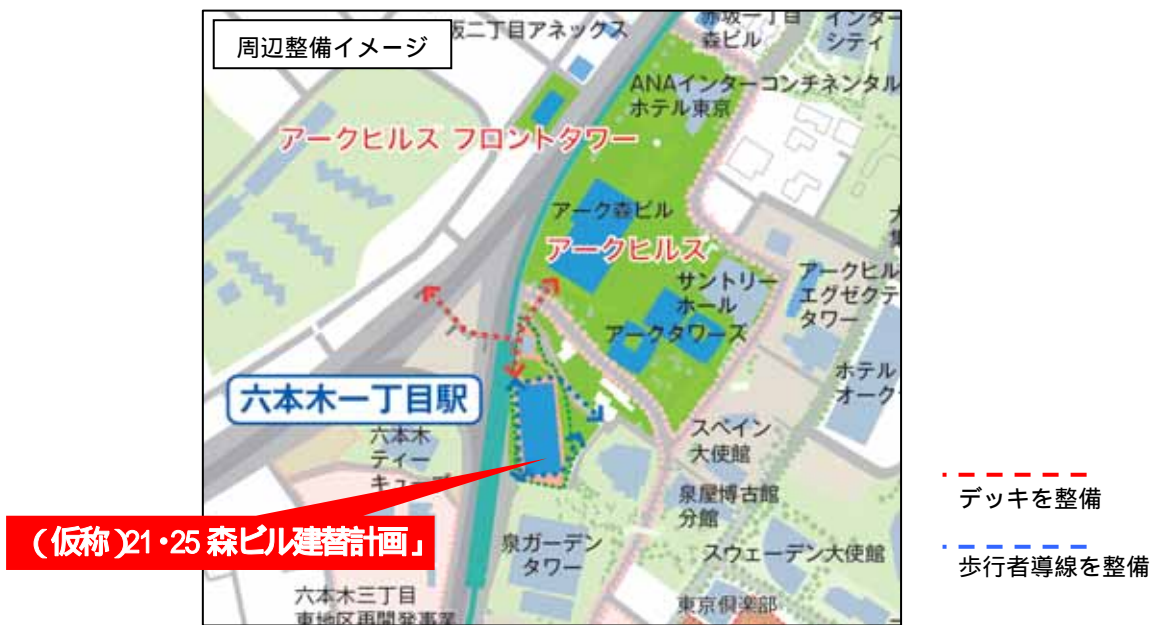 周辺整備イメージ
阪二丁目アネックス
赤坂一丁目
森ビル
インター
シティ
ANAインターコンチネンタル
ホテル東京
アークヒルス フロントタワー
アーク森ビル
アークヒルス
サントリー
ホール
アークタワーズ
アークヒル
エグゼクテ
タワー
ホテル
オーク
六本木一丁目駅
六本木
ティー
キューブ
スペイン
大使館
泉屋博古館
分館
(仮称)21・25 森ビル建替計画」
泉ガーデン
タワー
スウェーデン大使館
六本木三丁目
東地区再開発事業
東京倶楽部
デッキを整備
歩行者導線を整備